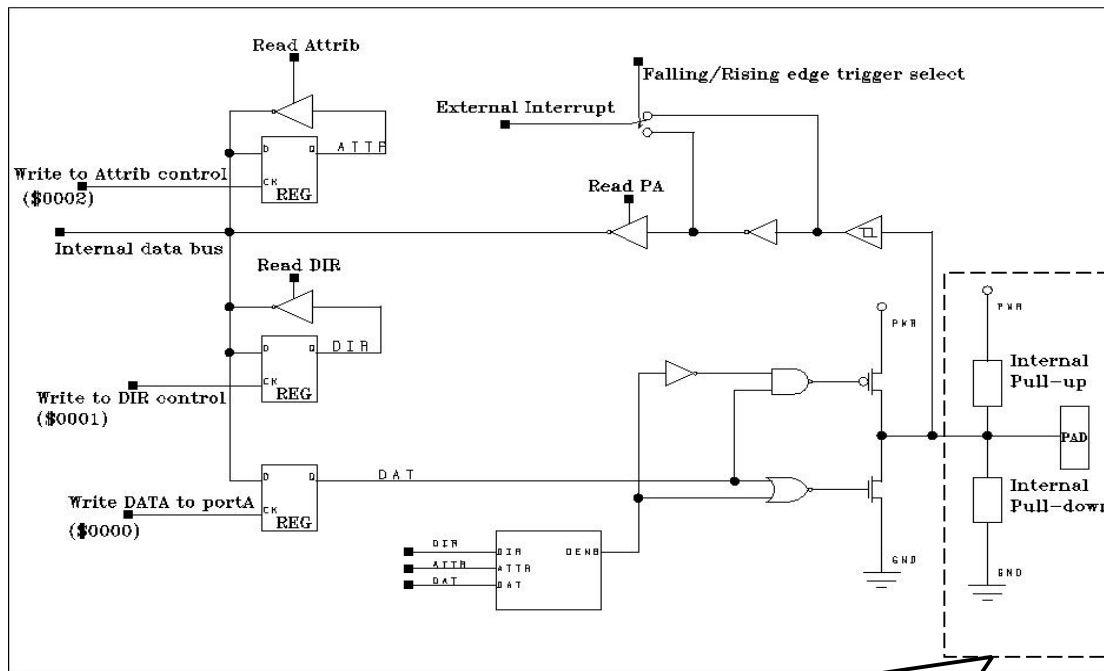 Read Attrib
Falling/Rising edge trigger select
External Interrupt
D Q ATTR
Write to Attrib control
CK
REG
($0002)
Read PA
Internal data bus
Read DIR
PWR
PWR
D Q DIR
Internal
Pull-up
CK
Write to DIR control
REG
($0001)
PAD
D Q DAT
Internal
Pull-down
Write DATA to portA
CK
REG
($0000)
DIR DIR OENB
ATTR ATTR
GND
DAT DAT
GND